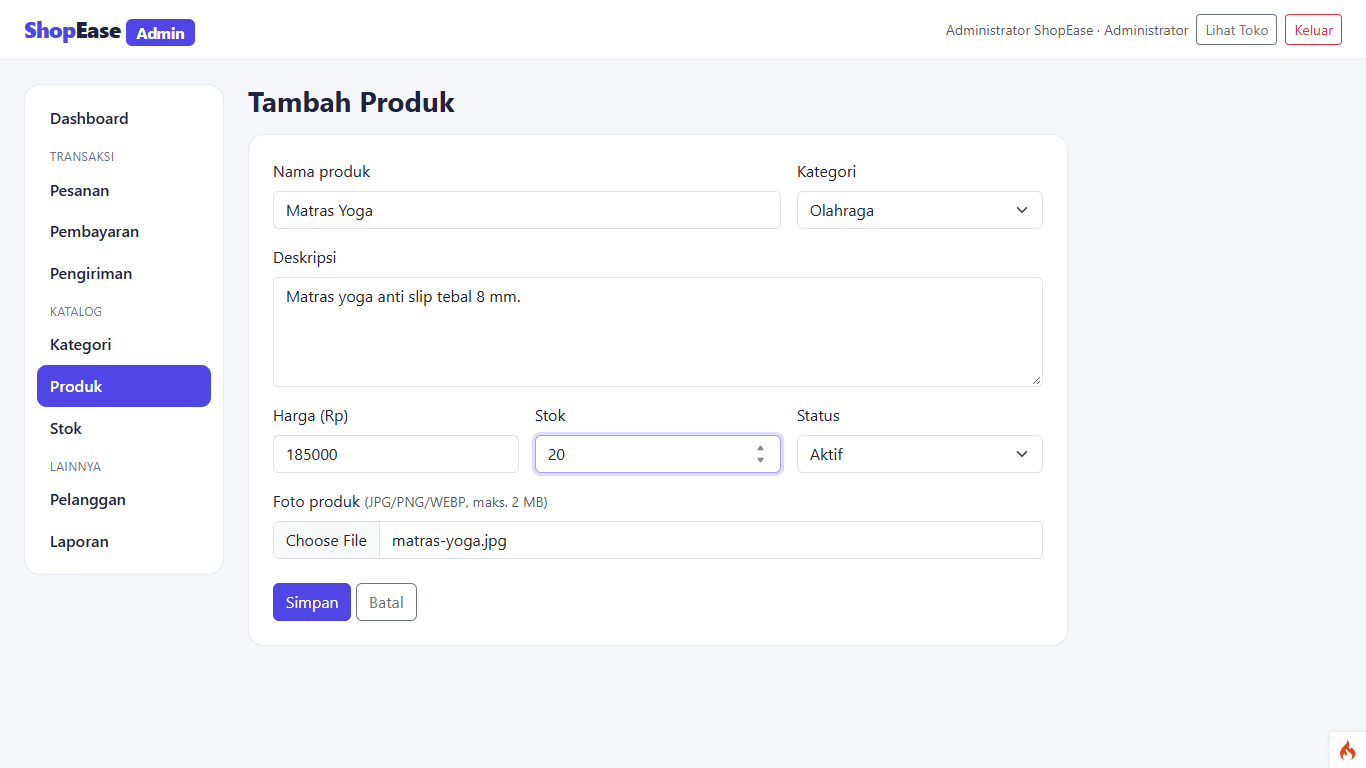 ShopEase Admin
Administrator ShopEase · Administrator
Lihat Toko
Keluar
Dashboard
TRANSAKSI
Pesanan
Pembayaran
Pengiriman
KATALOG
Kategori
Produk
Stok
LAINNYA
Pelanggan
Laporan
Tambah Produk
Nama produk
Matras Yoga
Kategori
Olahraga
Deskripsi
Matras yoga anti slip tebal 8 mm.
Harga (Rp)
185000
Stok
20
Status
Aktif
Foto produk (JPG/PNG/WEBP, maks. 2 MB)
Choose File matras-yoga.jpg
Simpan
Batal